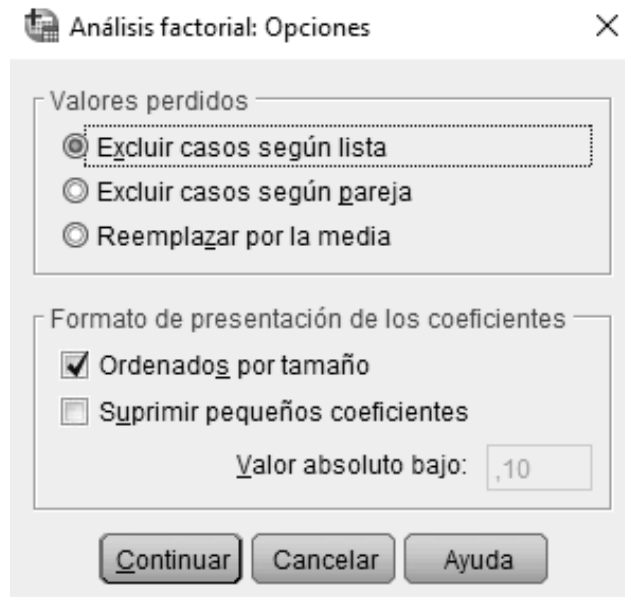 Análisis factorial: Opciones
Valores perdidos
Excluir casos según lista
Excluir casos según pareja
Reemplazar por la media
Formato de presentación de los coeficientes
Ordenados por tamaño
Suprimir pequeños coeficientes
Valor absoluto bajo: ,10
Continuar Cancelar Ayuda